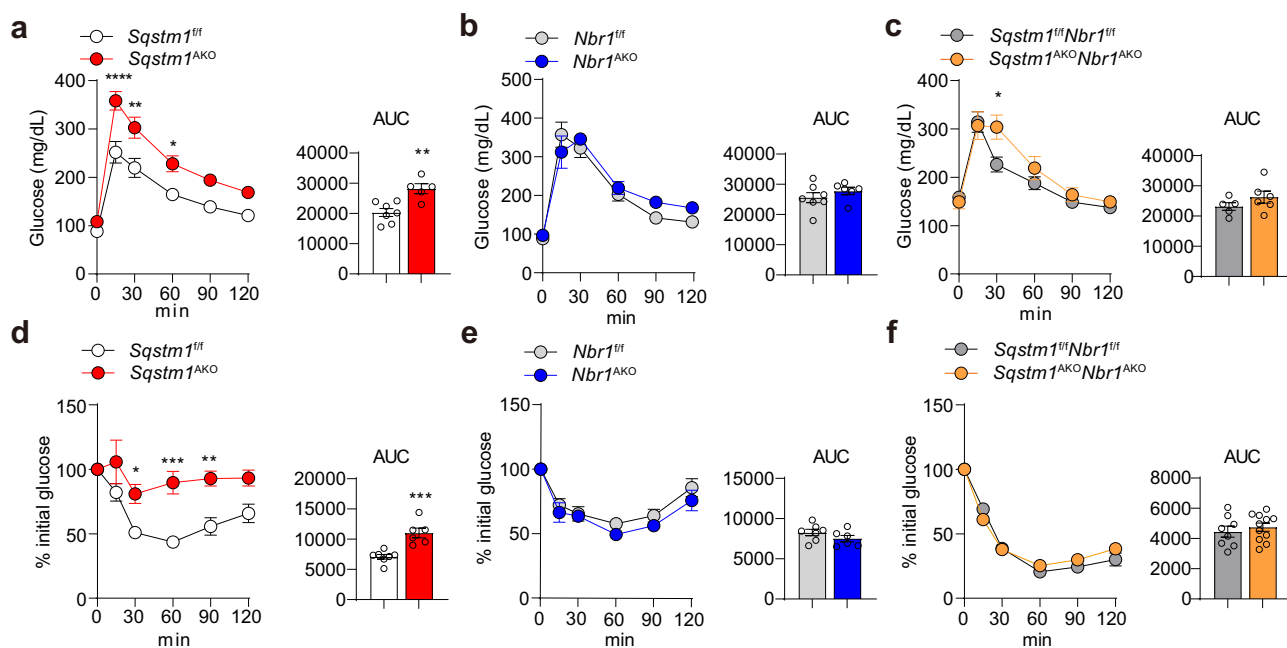 a
Sqstm1f/f
Sqstm1AKO
Glucose (mg/dL)
400
300
200
100
0
****
**
*
0 30 60 90 120
min
AUC
40000
30000
20000
10000
0
**
b
Nbr1f/f
Nbr1AKO
Glucose (mg/dL)
500
400
300
200
100
0
0 30 60 90 120
min
AUC
50000
40000
30000
20000
10000
0
c
Sqstm1f/fNbr1f/f
Sqstm1AKONbr1AKO
Glucose (mg/dL)
400
300
200
100
0
*
0 30 60 90 120
min
AUC
40000
30000
20000
10000
0
d
Sqstm1f/f
Sqstm1AKO
% initial glucose
150
100
50
0
*
***
**
0 30 60 90 120
min
AUC
20000
15000
10000
5000
0
***
e
Nbr1f/f
Nbr1AKO
% initial glucose
150
100
50
0
0 30 60 90 120
min
AUC
15000
10000
5000
0
f
Sqstm1f/fNbr1f/f
Sqstm1AKONbr1AKO
% initial glucose
150
100
50
0
0 30 60 90 120
min
AUC
8000
6000
4000
2000
0